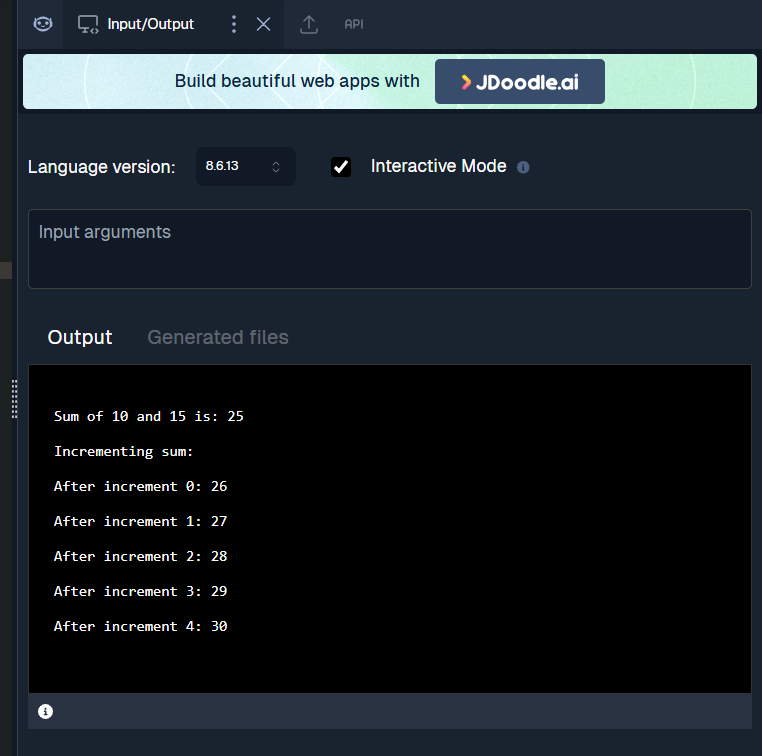 Input/Output
API
Build beautiful web apps with JDoodle.ai
Language version: 8.6.13 Interactive Mode
Input arguments
Output Generated files
Sum of 10 and 15 is: 25
Incrementing sum:
After increment 0: 26
After increment 1: 27
After increment 2: 28
After increment 3: 29
After increment 4: 30